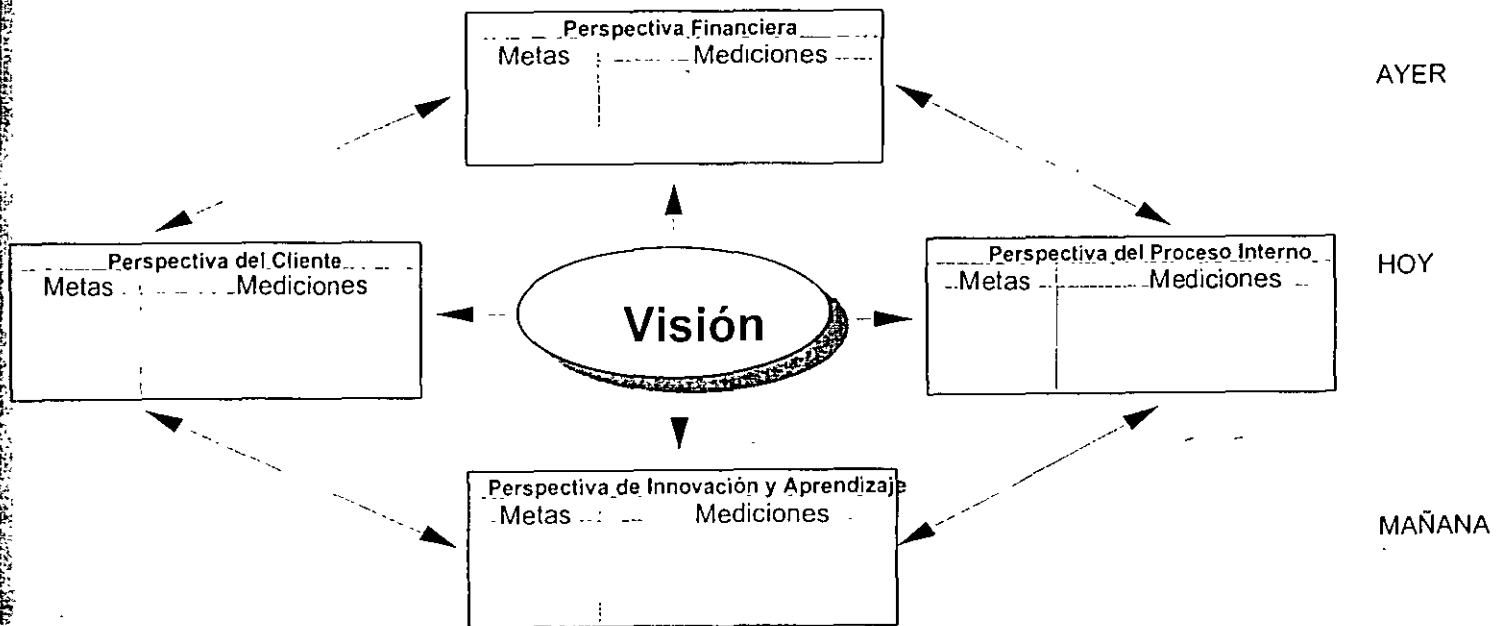 Perspectiva Financiera
Metas Mediciones
AYER
Perspectiva del Cliente
Metas Mediciones
Visión
Perspectiva del Proceso Interno
Metas Mediciones
HOY
Perspectiva de Innovación y Aprendizaje
Metas Mediciones
MAÑANA